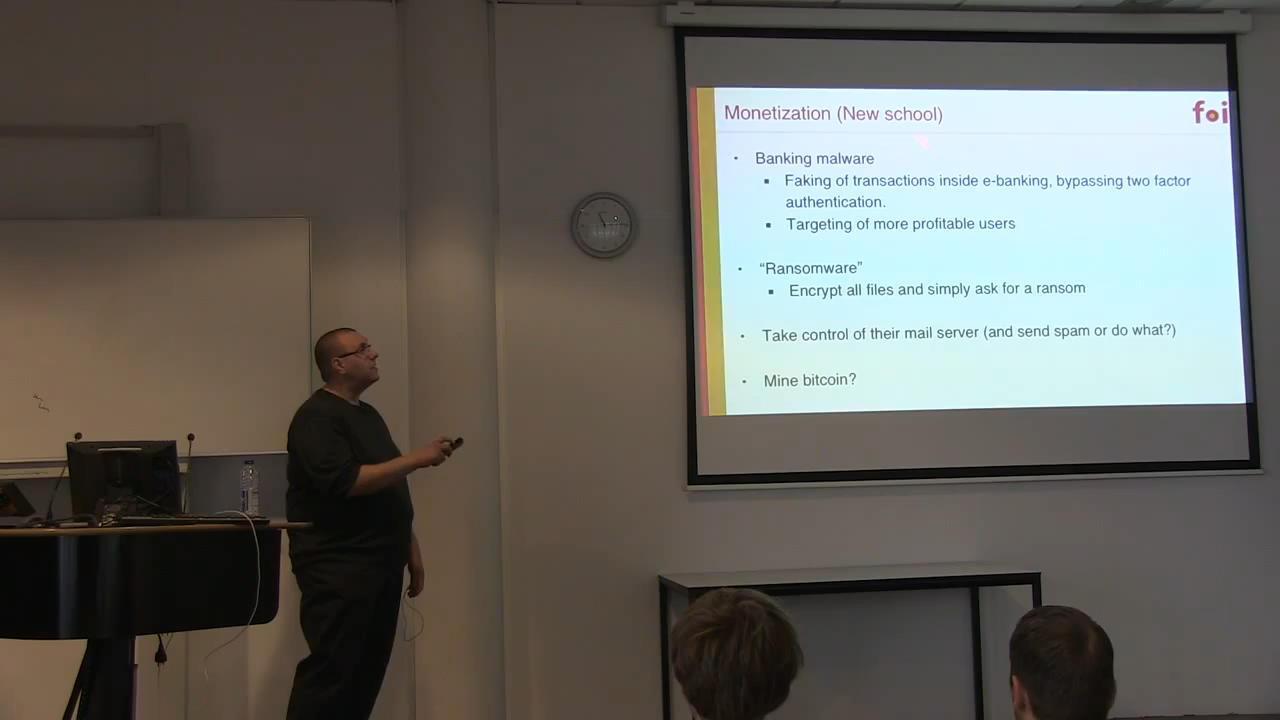 Monetization (New school)
foi
Banking malware
Faking of transactions inside e-banking, bypassing two factor
authentication.
Targeting of more profitable users
“Ransomware”
Encrypt all files and simply ask for a ransom
Take control of their mail server (and send spam or do what?)
Mine bitcoin?